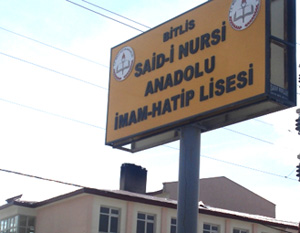 BİTLİS
SAİD-İ NURSİ
ANADOLU
İMAM-HATİP LİSESİ